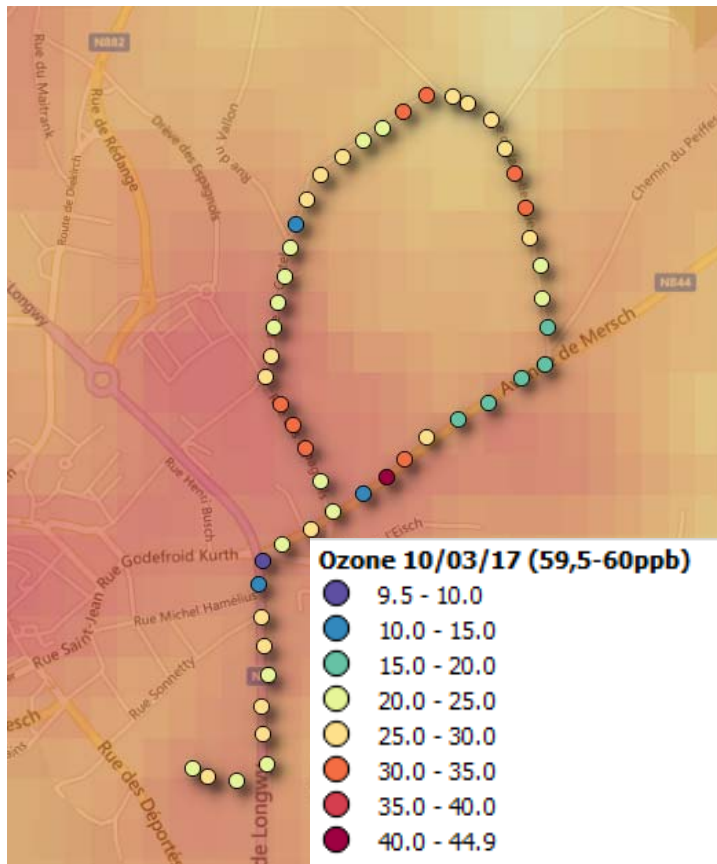 N882
Rue du Maitrank
Rue de Rédange
Vallon
Rue du
Drève des Espagnols
Chemin du Peiffes
Route de Diekirch
N844
Longwy
Avenue de Mersch
Rue Henri Busch
l'Eisch
Rue Godefroid Kurth
Rue Saint-Jean
Rue Michel Hamélius
Rue Sonnetty
esch
Rue des Déportés
de Longwy
Ozone 10/03/17 (59,5-60ppb)
9.5 - 10.0
10.0 - 15.0
15.0 - 20.0
20.0 - 25.0
25.0 - 30.0
30.0 - 35.0
35.0 - 40.0
40.0 - 44.9